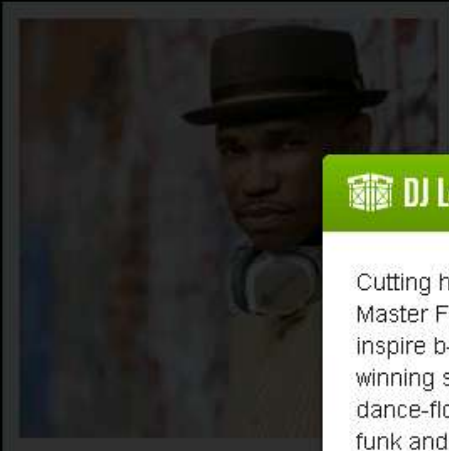 DJ L
Cutting h
Master F
inspire b-
winning s
dance-flo
funk and